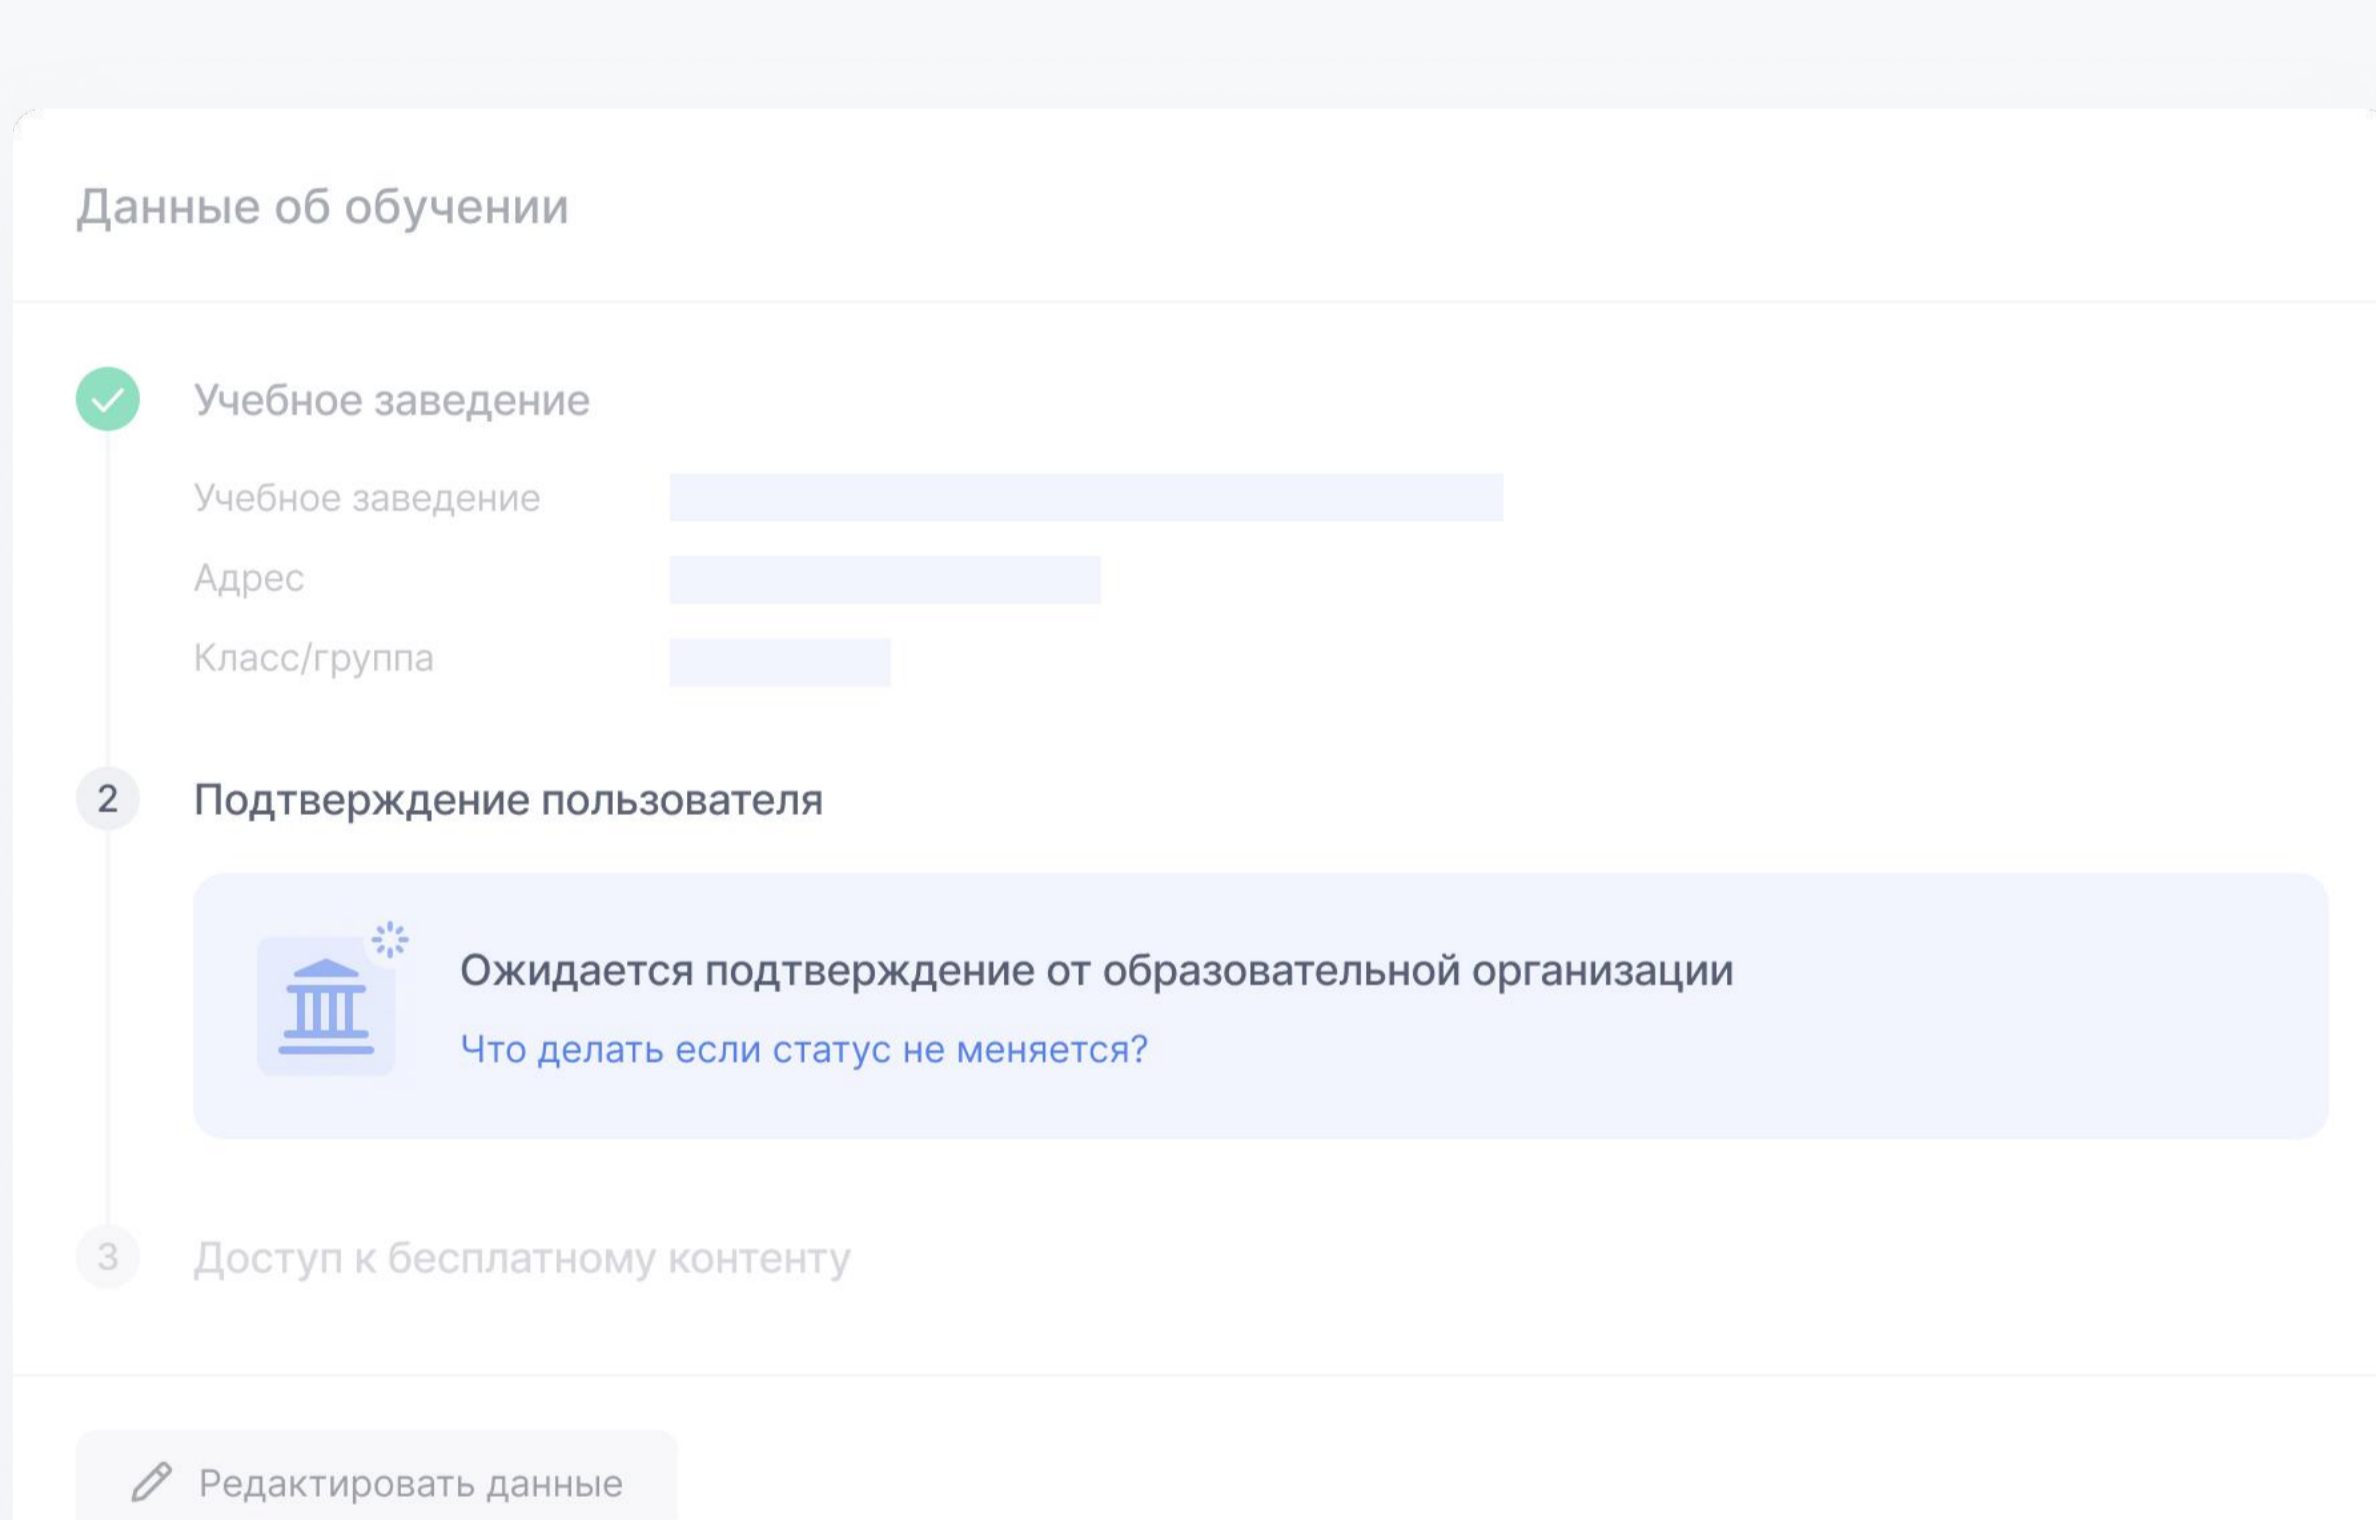 Данные об обучении
Учебное заведение
Учебное заведение
Адрес
Класс/группа
2
Подтверждение пользователя
Ожидается подтверждение от образовательной организации
Что делать если статус не меняется?
3
Доступ к бесплатному контенту
Редактировать данные